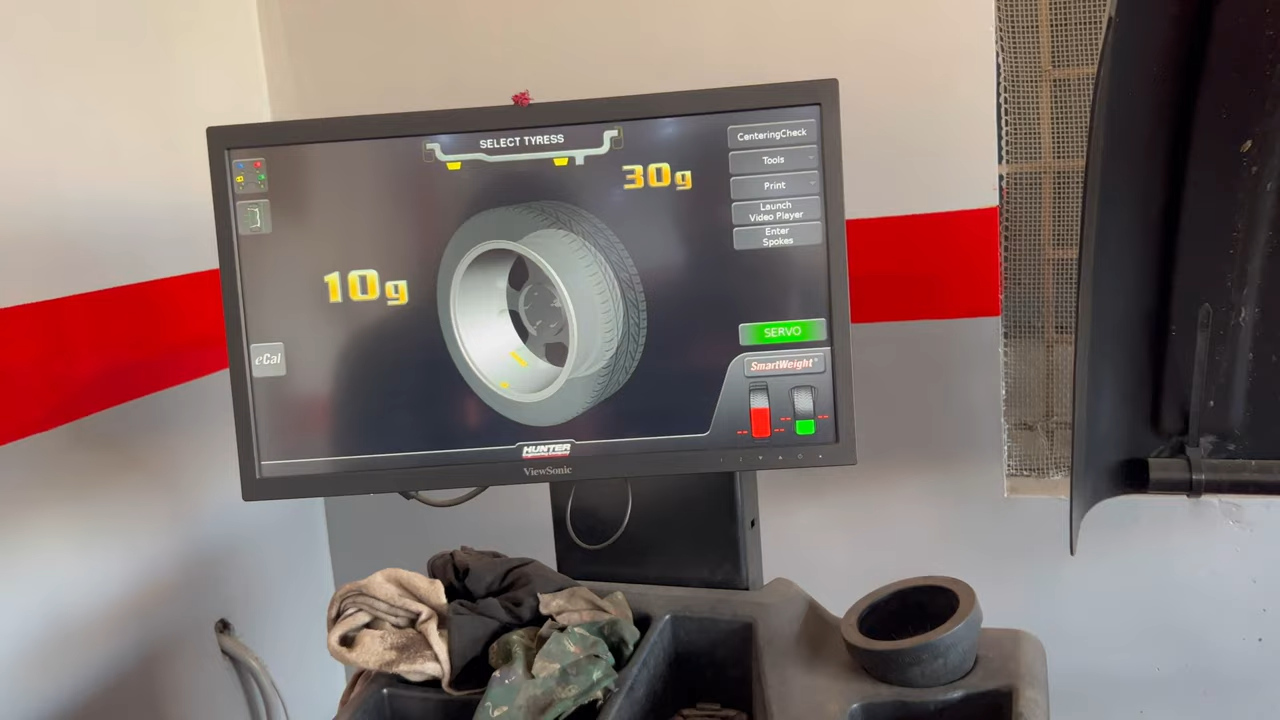 SELECT TYRESS
30g
10g
CenteringCheck
Tools
Print
Launch
Video Player
Enter
Spokes
eCal
SERVO
SmartWeight®
HUNTER
ViewSonic